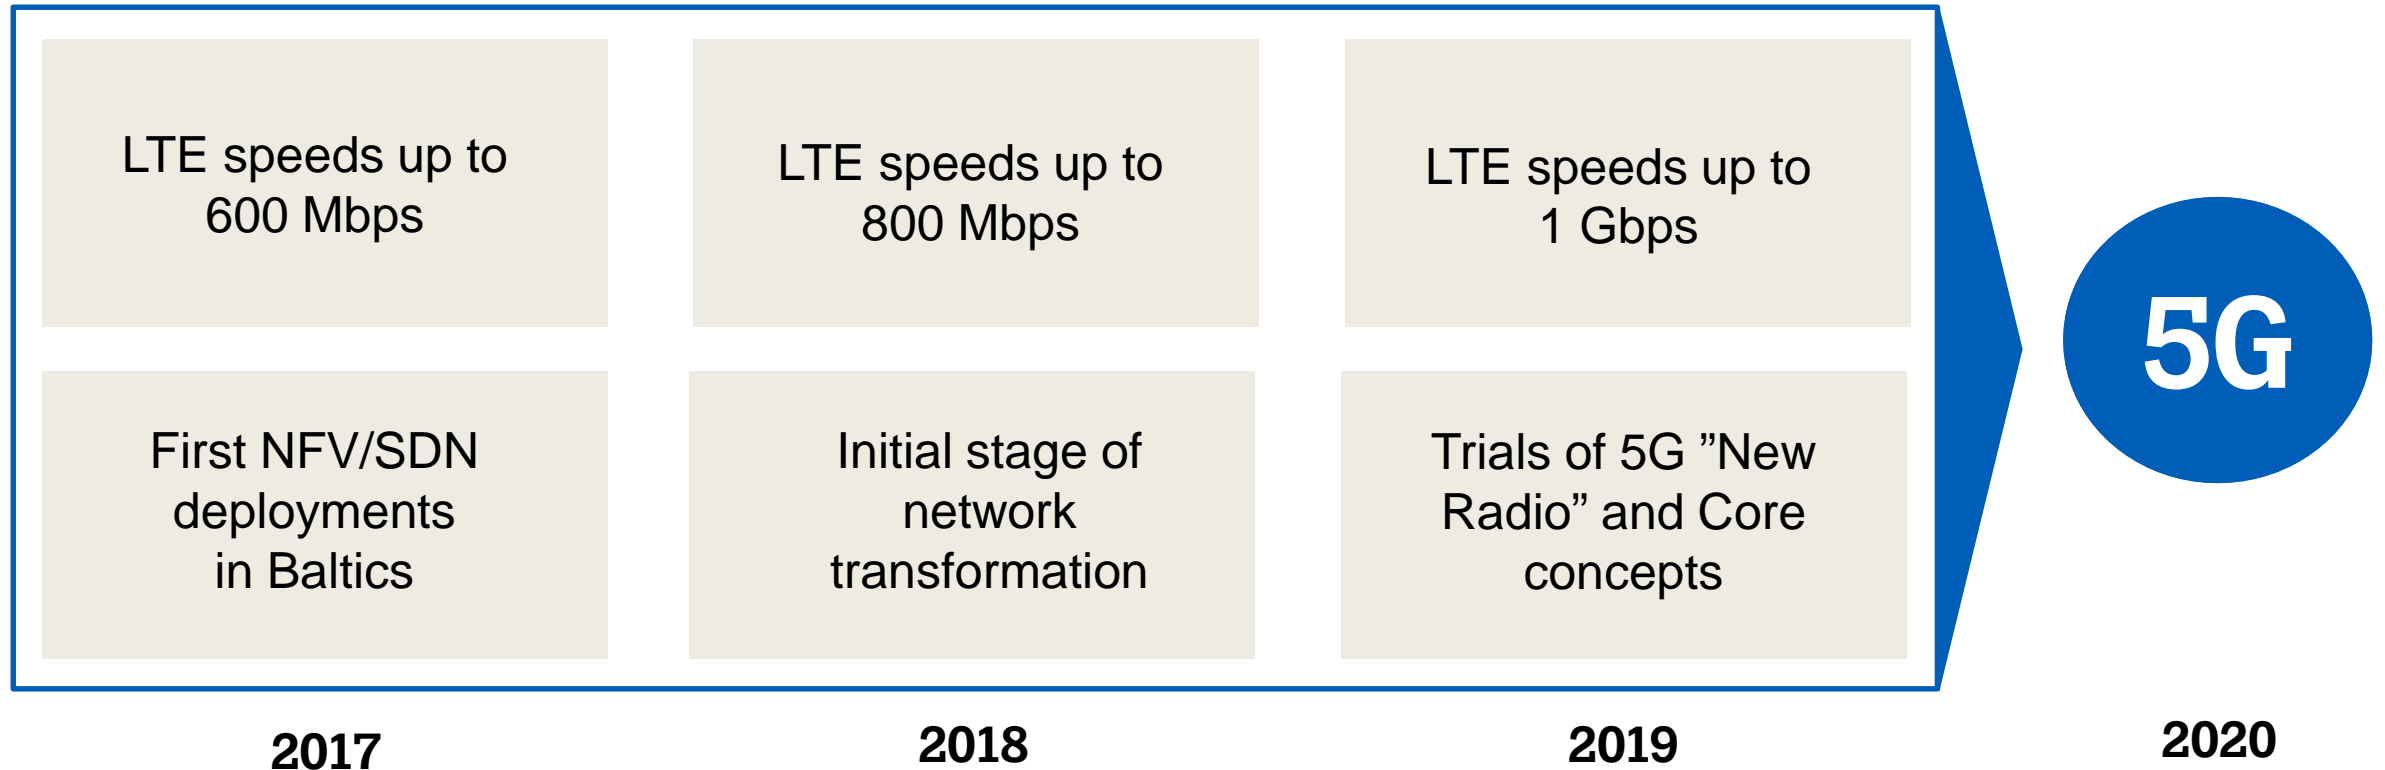 LTE speeds up to
600 Mbps
LTE speeds up to
800 Mbps
LTE speeds up to
1 Gbps
5G
First NFV/SDN
deployments
in Baltics
Initial stage of
network
transformation
Trials of 5G ”New
Radio” and Core
concepts
2017
2018
2019
2020